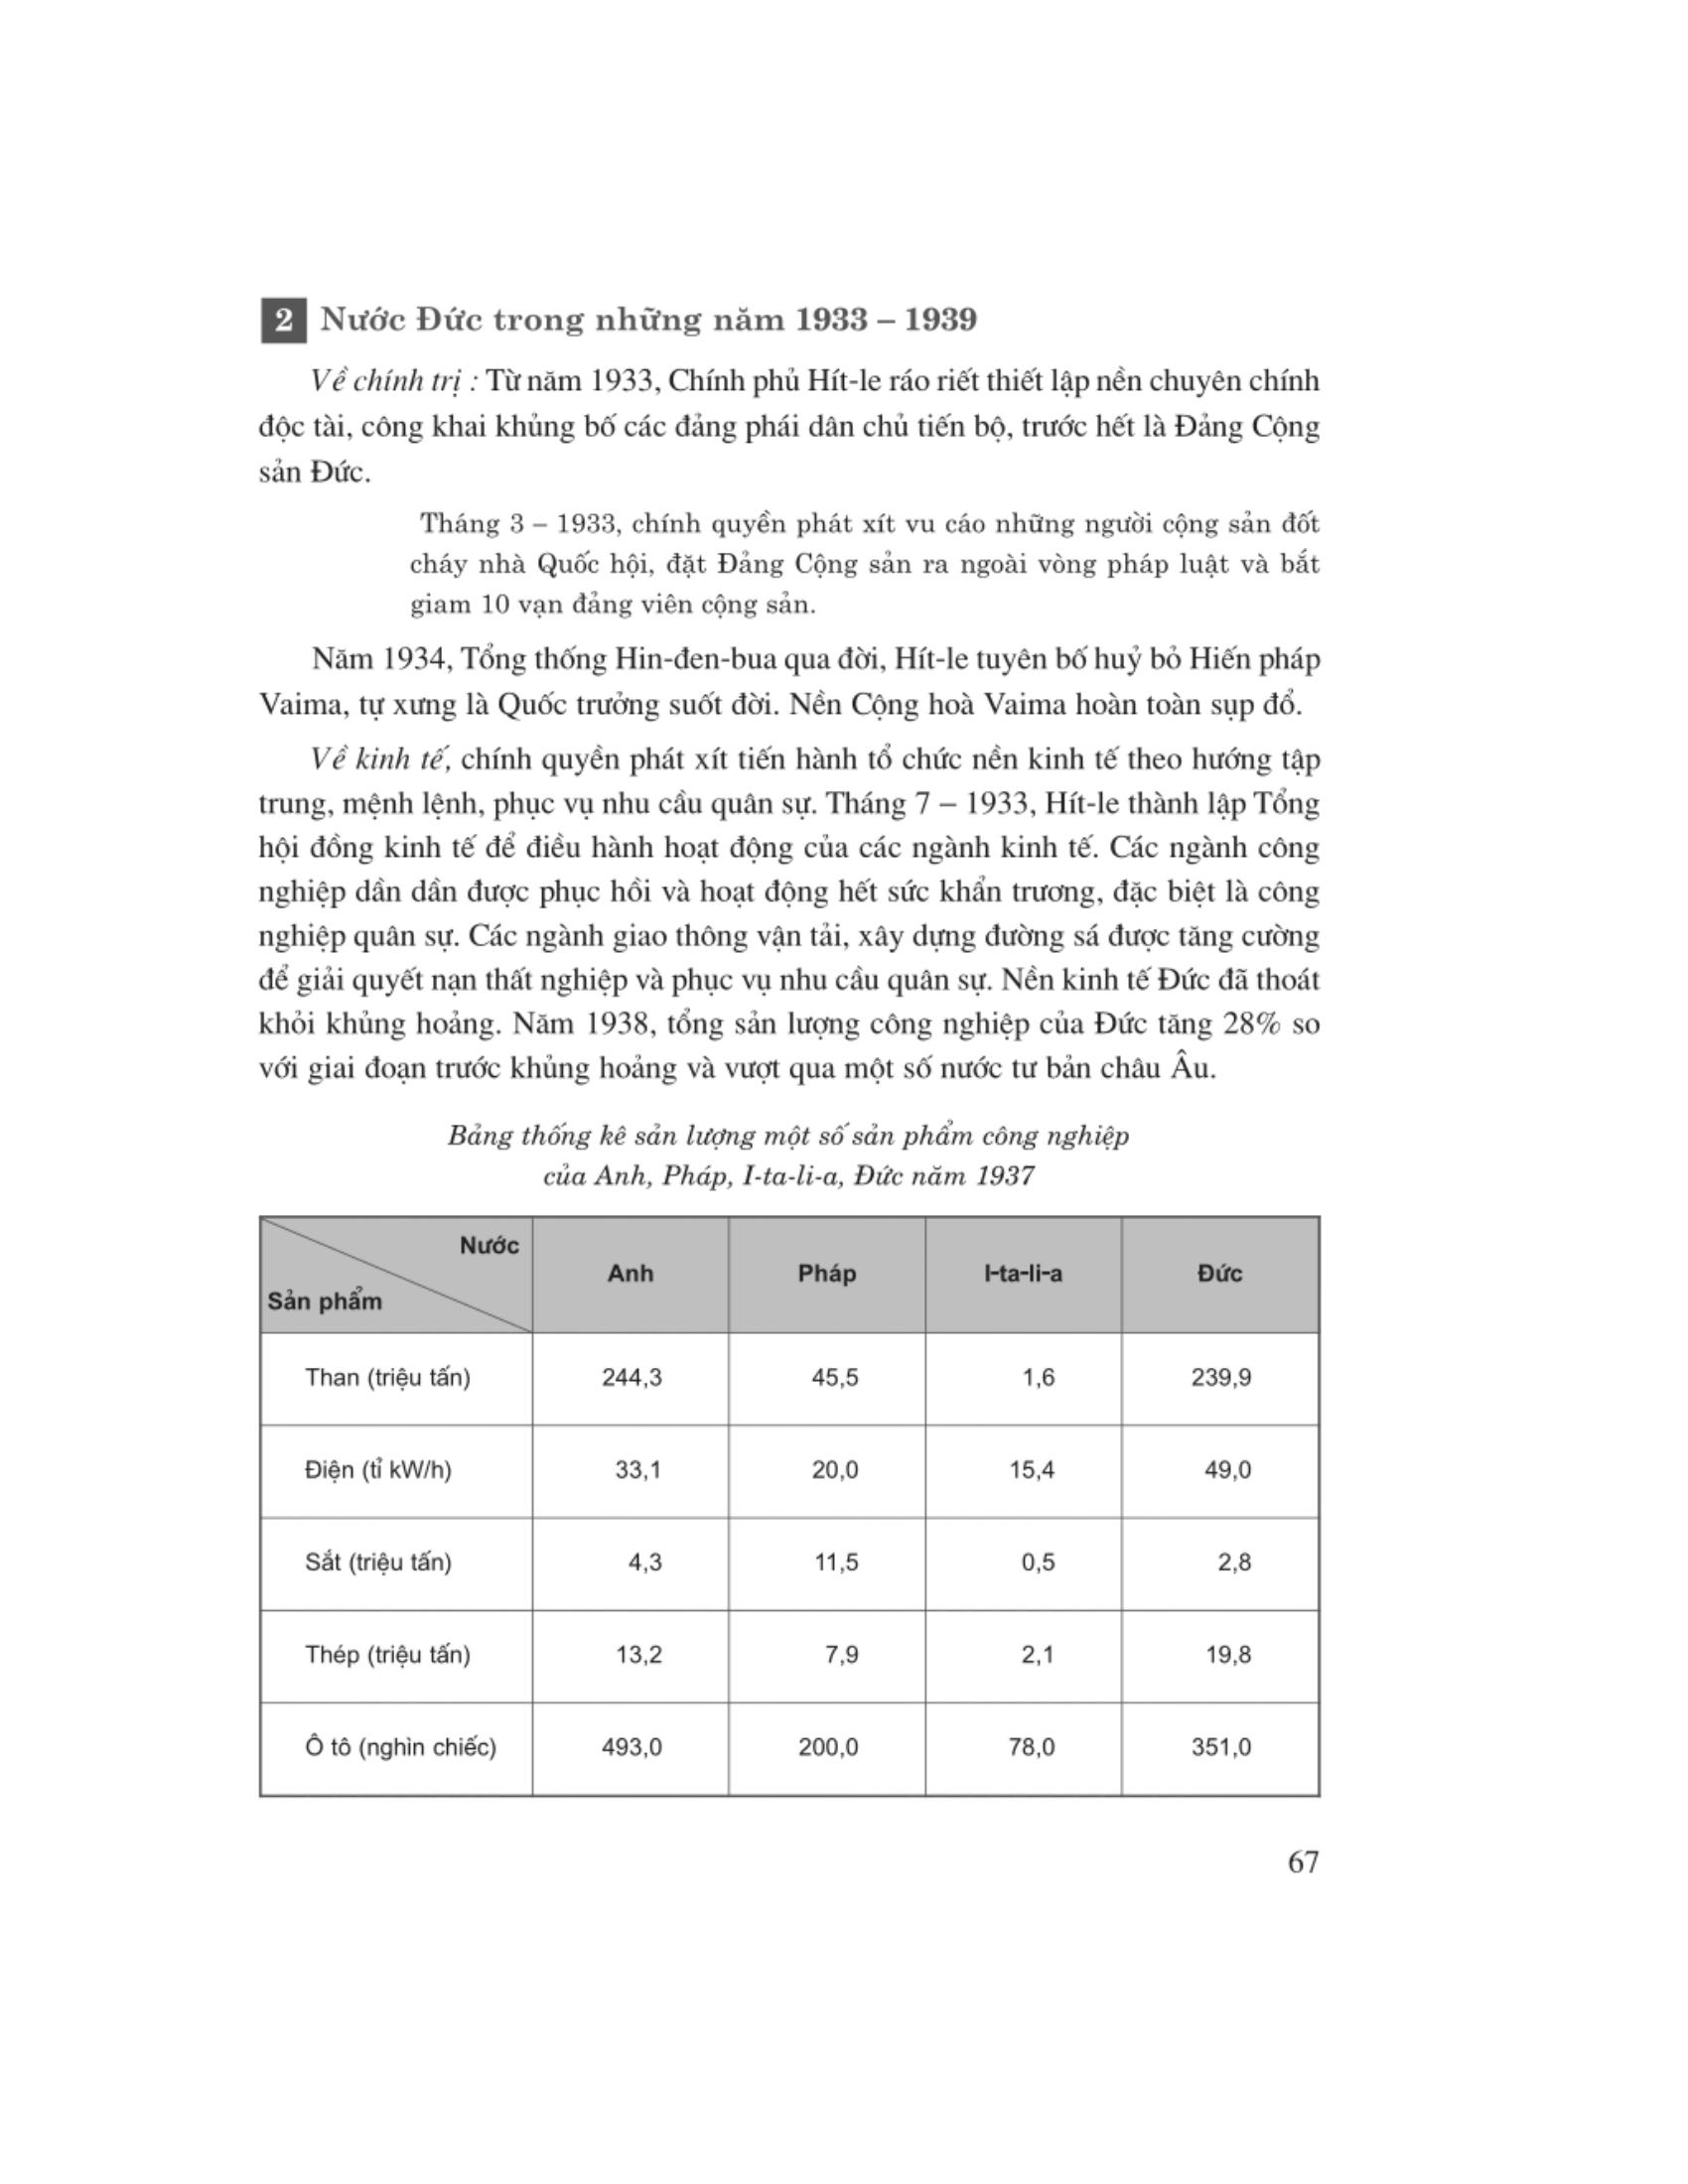 2 Nước Đức trong những năm 1933 – 1939
Về chính trị : Từ năm 1933, Chính phủ Hít-le ráo riết thiết lập nền chuyên chính
độc tài, công khai khủng bố các đảng phái dân chủ tiến bộ, trước hết là Đảng Cộng
sản Đức.
Tháng 3 – 1933, chính quyền phát xít vu cáo những người cộng sản đốt
cháy nhà Quốc hội, đặt Đảng Cộng sản ra ngoài vòng pháp luật và bắt
giam 10 vạn đảng viên cộng sản.
Năm 1934, Tổng thống Hin-đen-bua qua đời, Hít-le tuyên bố huỷ bỏ Hiến pháp
Vaima, tự xưng là Quốc trưởng suốt đời. Nền Cộng hoà Vaima hoàn toàn sụp đổ.
Về kinh tế, chính quyền phát xít tiến hành tổ chức nền kinh tế theo hướng tập
trung, mệnh lệnh, phục vụ nhu cầu quân sự. Tháng 7 – 1933, Hít-le thành lập Tổng
hội đồng kinh tế để điều hành hoạt động của các ngành kinh tế. Các ngành công
nghiệp dần dần được phục hồi và hoạt động hết sức khẩn trương, đặc biệt là công
nghiệp quân sự. Các ngành giao thông vận tải, xây dựng đường sá được tăng cường
để giải quyết nạn thất nghiệp và phục vụ nhu cầu quân sự. Nền kinh tế Đức đã thoát
khỏi khủng hoảng. Năm 1938, tổng sản lượng công nghiệp của Đức tăng 28% so
với giai đoạn trước khủng hoảng và vượt qua một số nước tư bản châu Âu.
Bảng thống kê sản lượng một số sản phẩm công nghiệp
của Anh, Pháp, I-ta-li-a, Đức năm 1937
Nước
Sản phẩm
Anh Pháp I-ta-li-a Đức
Than (triệu tấn) 244,3 45,5 1,6 239,9
Điện (tỉ kW/h) 33,1 20,0 15,4 49,0
Sắt (triệu tấn) 4,3 11,5 0,5 2,8
Thép (triệu tấn) 13,2 7,9 2,1 19,8
Ô tô (nghìn chiếc) 493,0 200,0 78,0 351,0
67